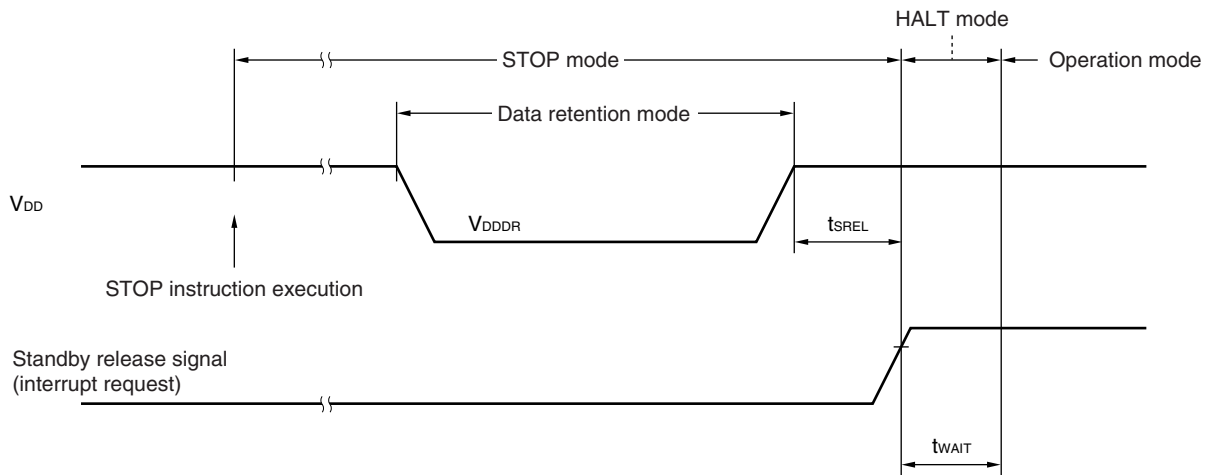 HALT mode
STOP mode
Operation mode
Data retention mode
VDD
VDDDR
tSREL
STOP instruction execution
Standby release signal
(interrupt request)
tWAIT